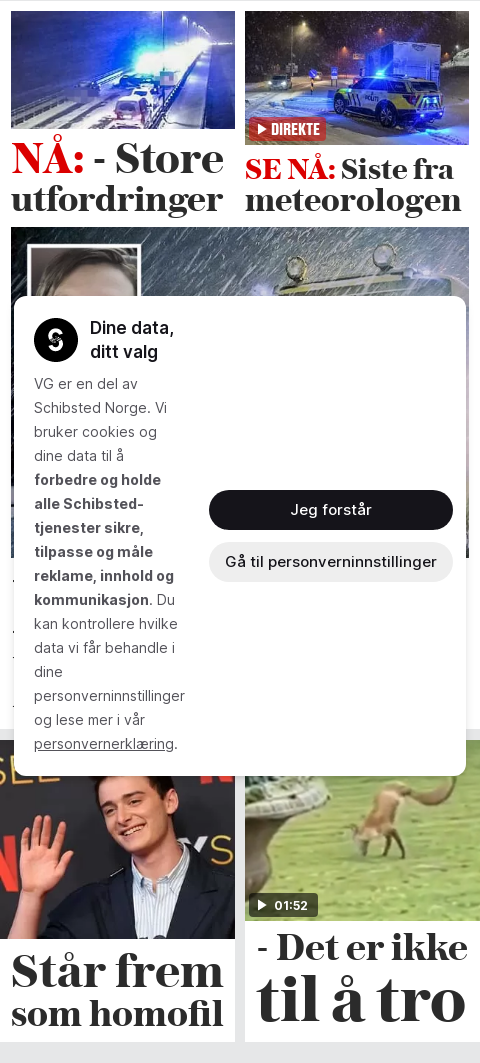 NÅ: - Store
utfordringer
DIREKTE
SE NÅ: Siste fra
meteorologen
Dine data,
ditt valg
VG er en del av
Schibsted Norge. Vi
bruker cookies og
dine data til å
forbedre og holde
alle Schibsted-
tjenester sikre,
tilpasse og måle
reklame, innhold og
kommunikasjon. Du
kan kontrollere hvilke
data vi får behandle i
dine
personverninnstillinger
og lese mer i vår
personvernerklæring.
Jeg forstår
Gå til personverninnstillinger
Står frem
som homofil
01:52
- Det er ikke
til å tro